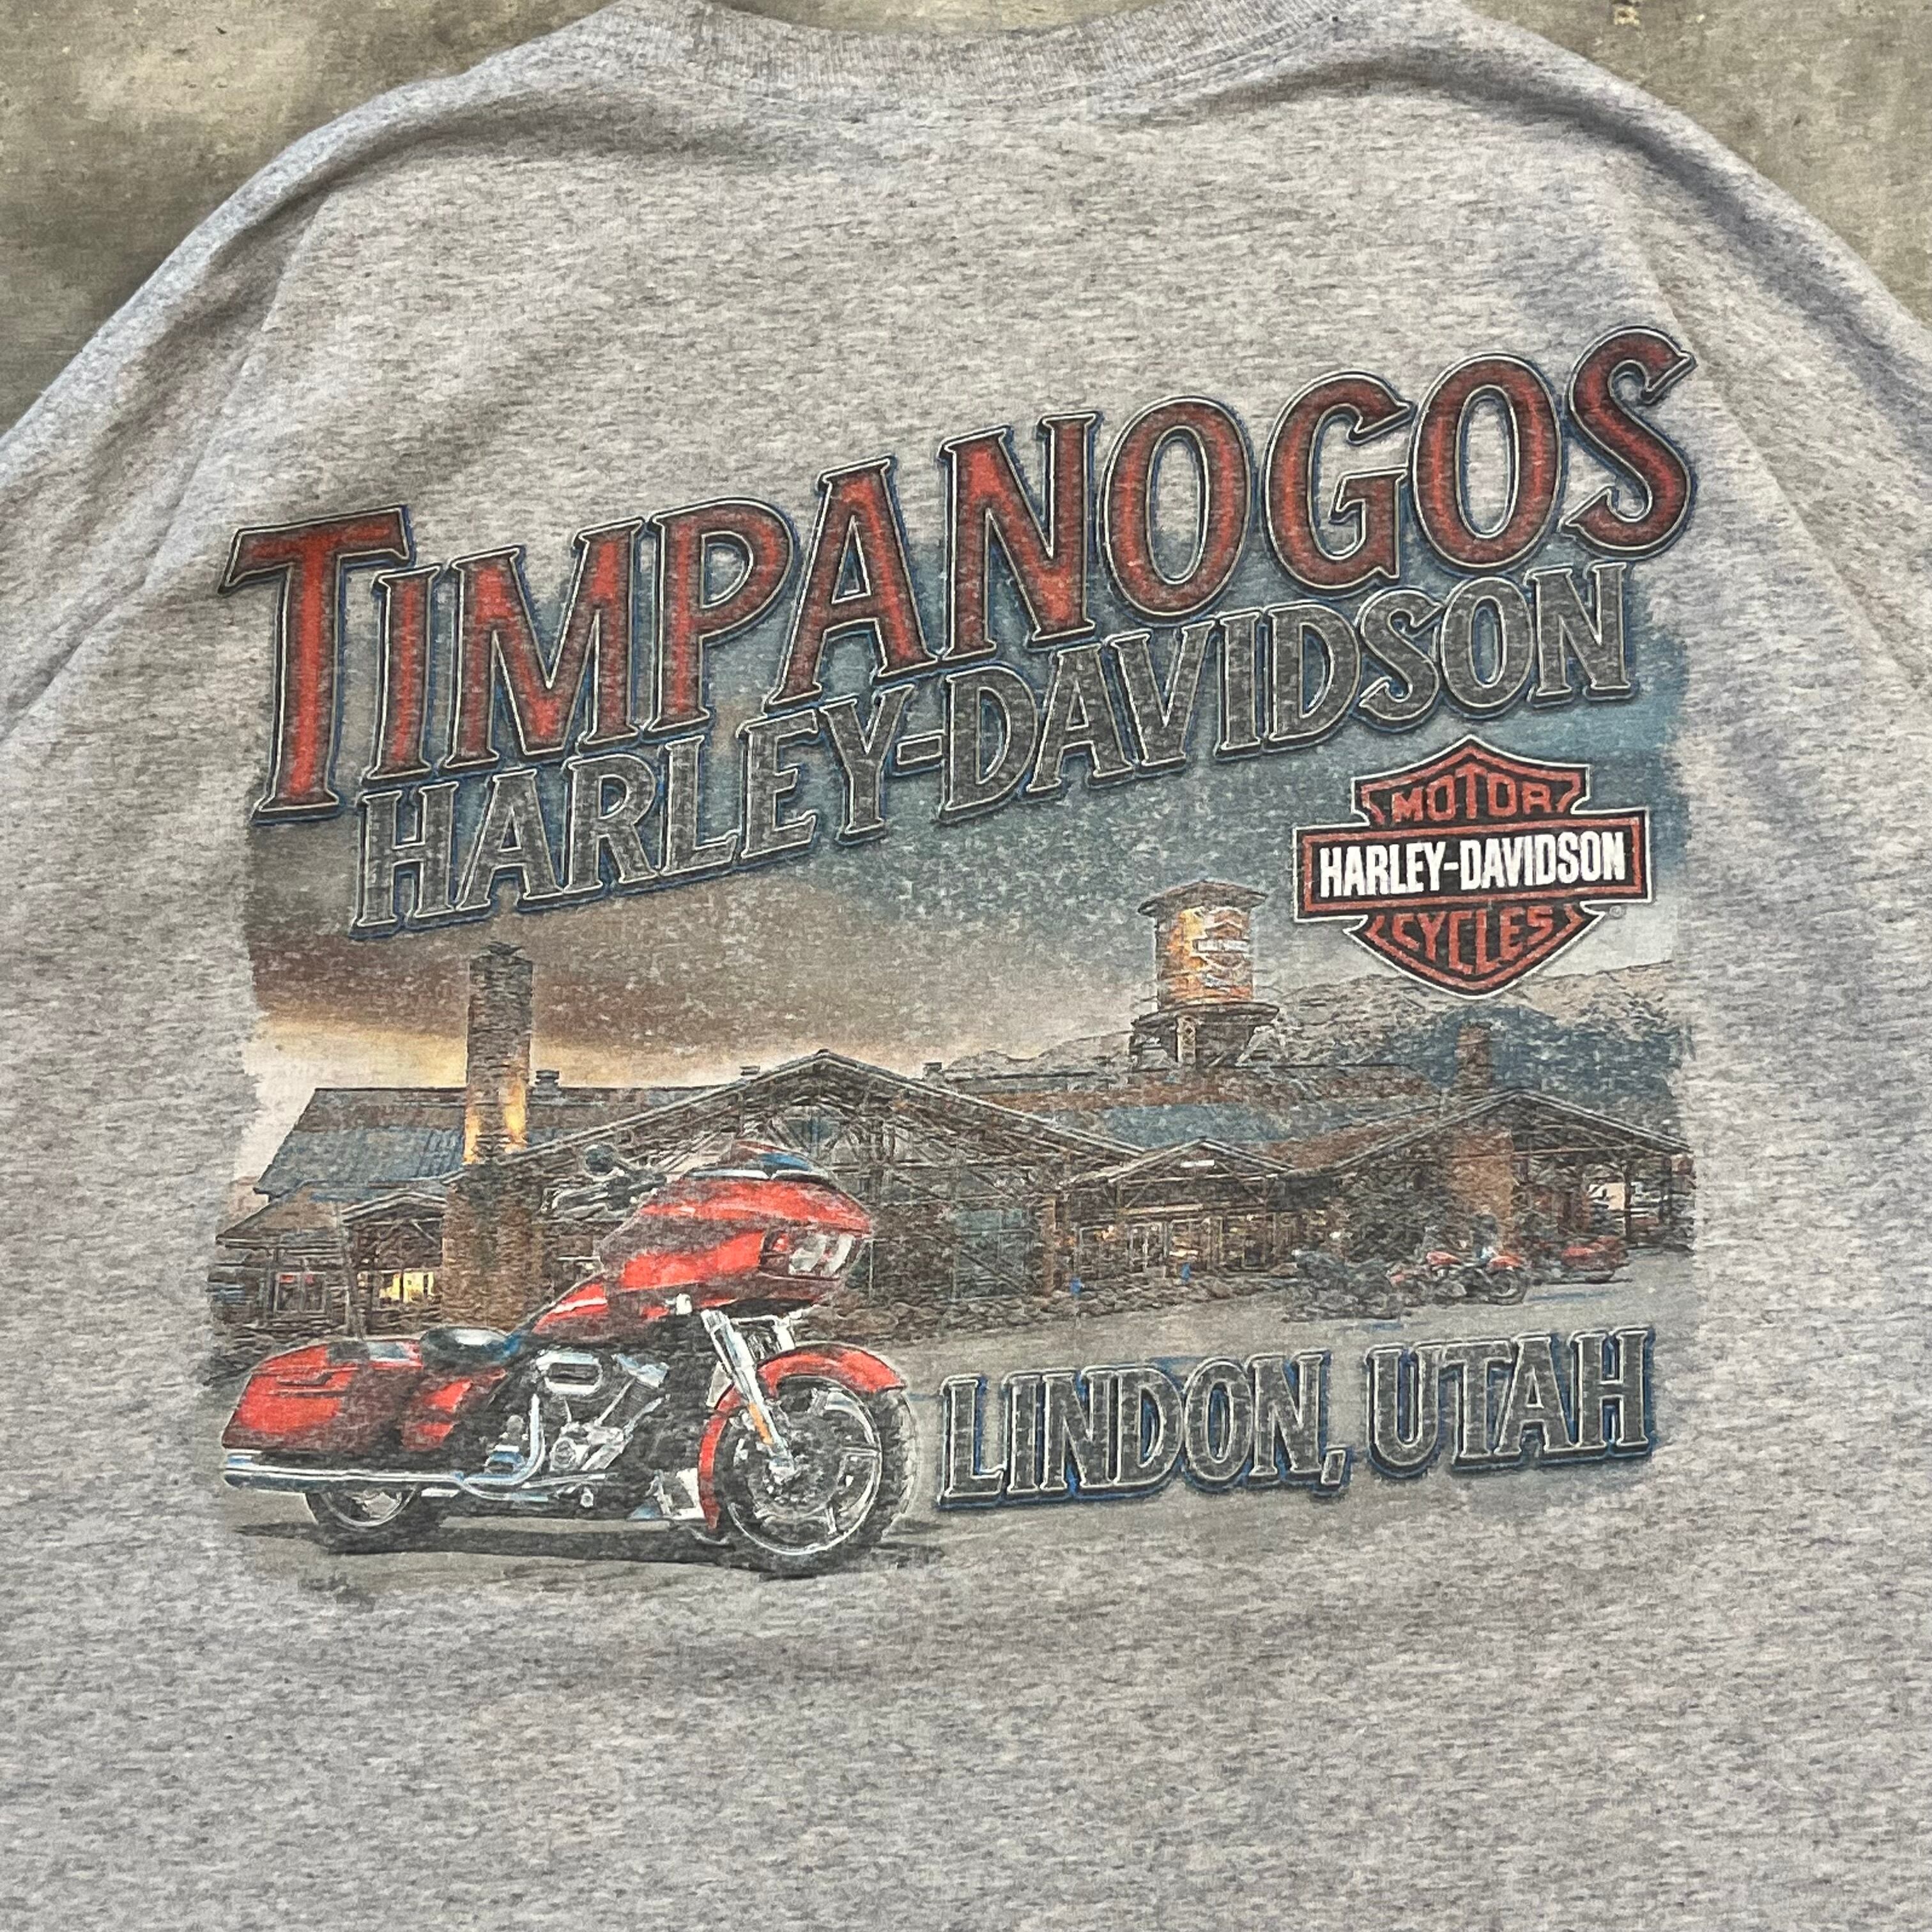 TIMPANOGOS
HARLEY-DAVIDSON
MOTOR
HARLEY-DAVIDSON
CYCLES
LINDON, UTAH